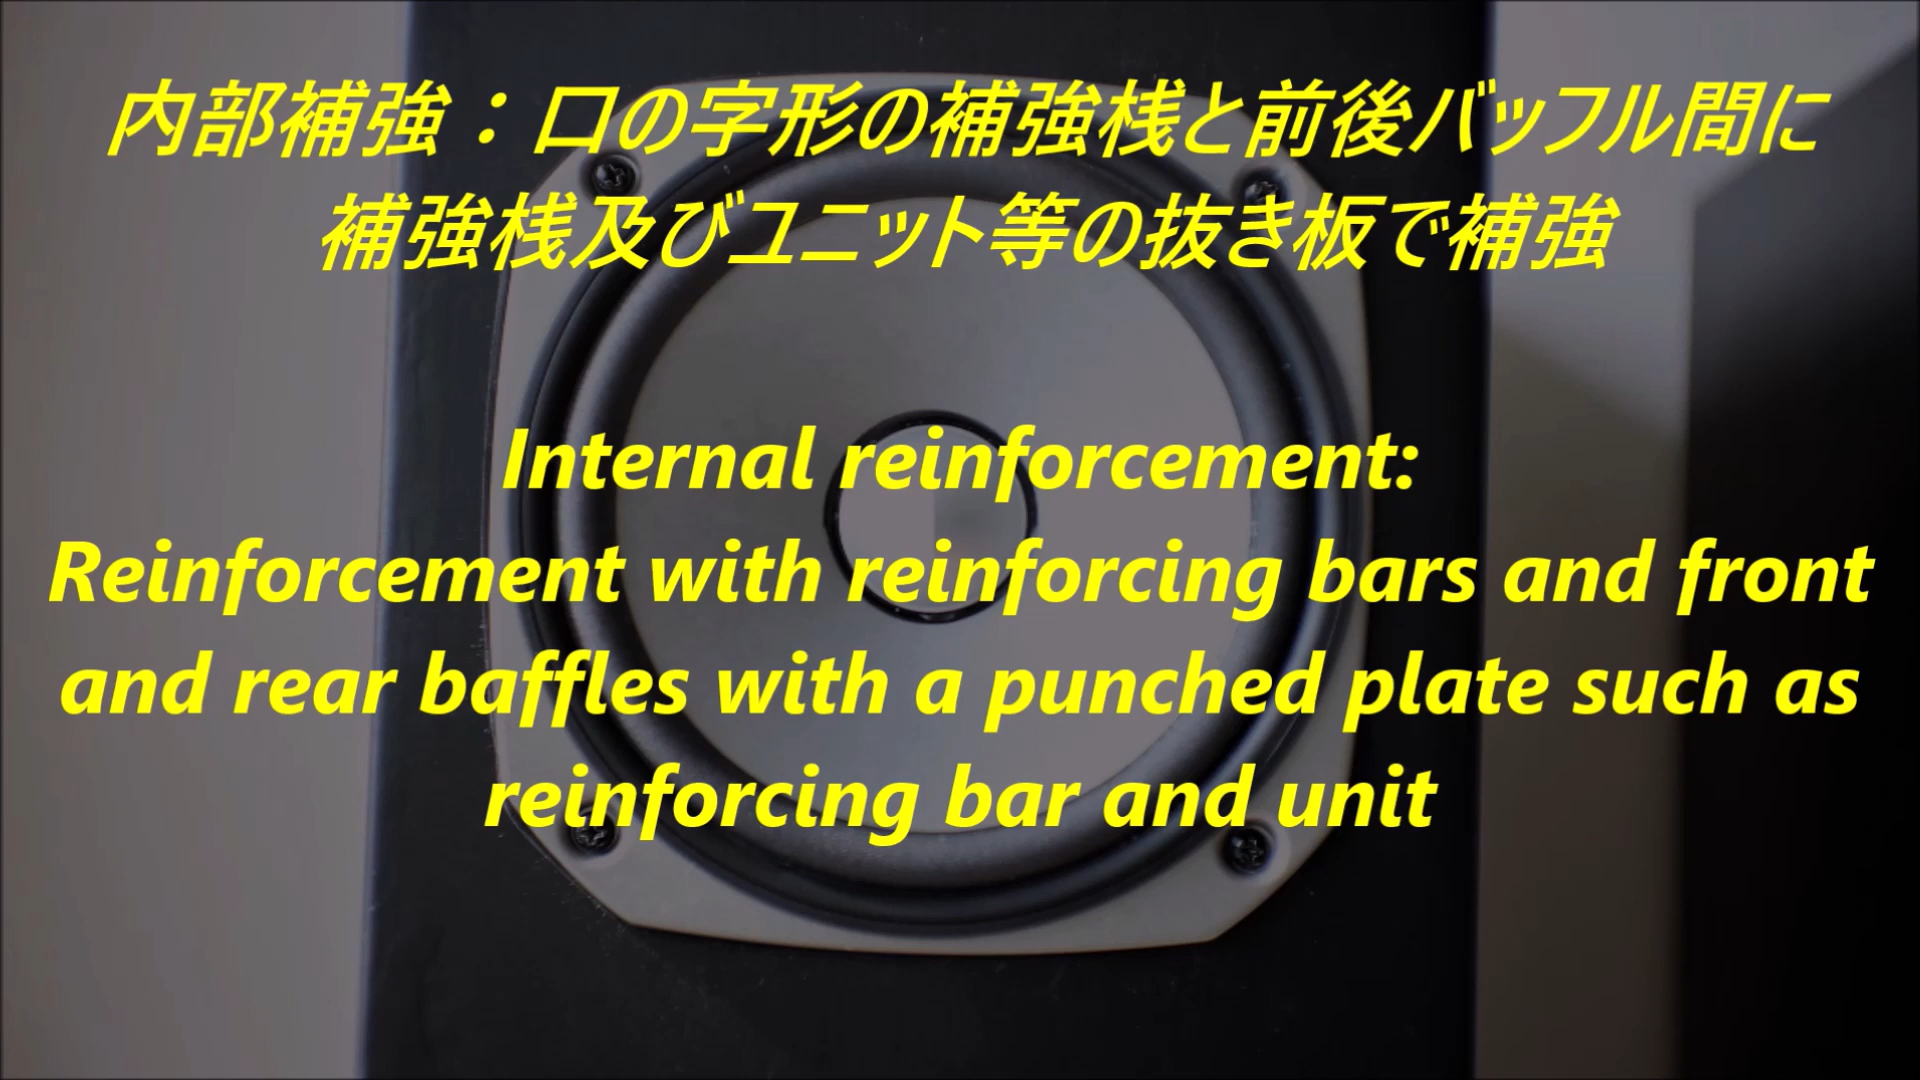 内部補強：口の字形の補強桟と前後バッフル間に
補強桟及びユニット等の抜き板で補強
Internal reinforcement:
Reinforcement with reinforcing bars and front
and rear baffles with a punched plate such as
reinforcing bar and unit